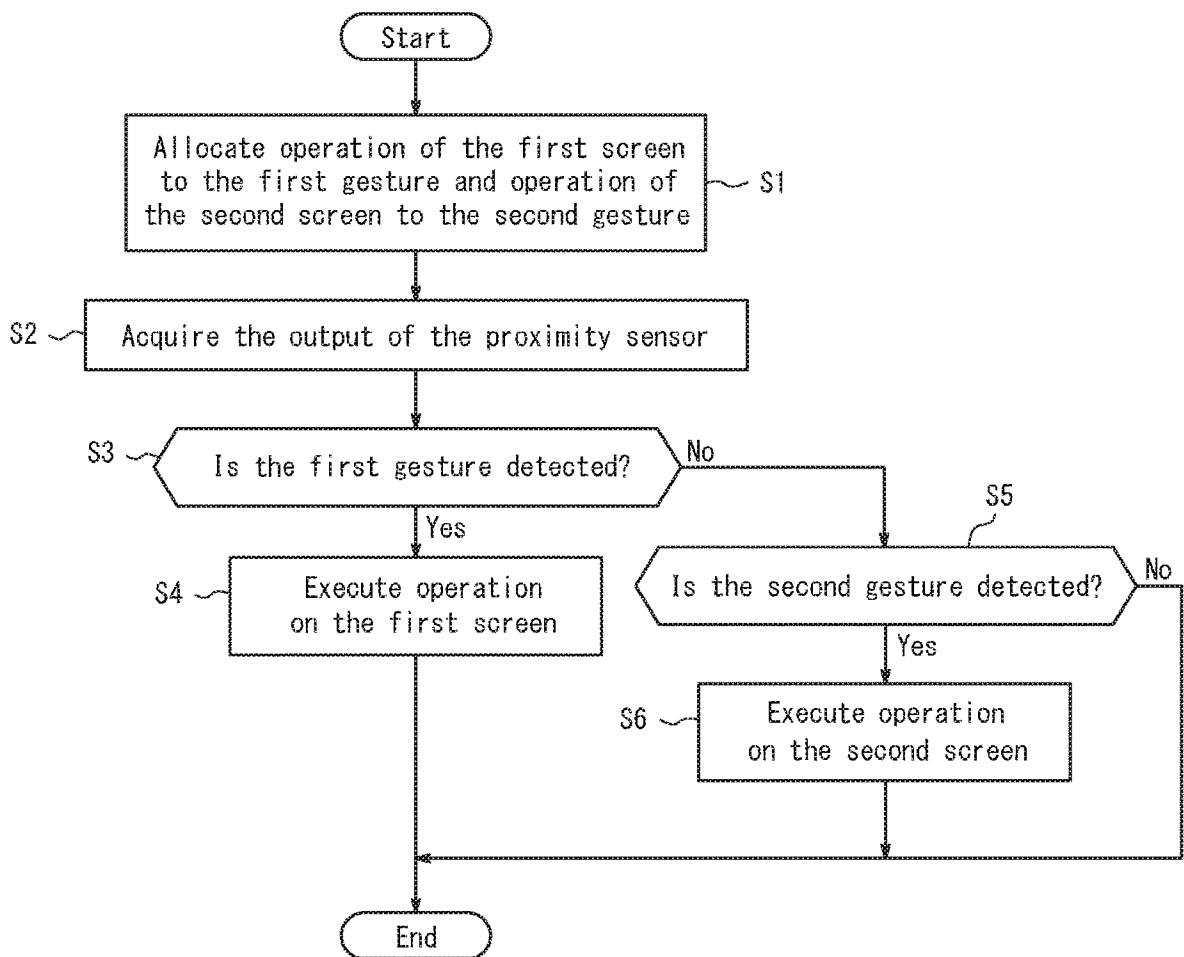 Start
Allocate operation of the first screen
to the first gesture and operation of
the second screen to the second gesture
S1
S2
Acquire the output of the proximity sensor
S3
Is the first gesture detected?
No
Yes
S5
Is the second gesture detected?
No
S4
Execute operation
on the first screen
Yes
S6
Execute operation
on the second screen
End